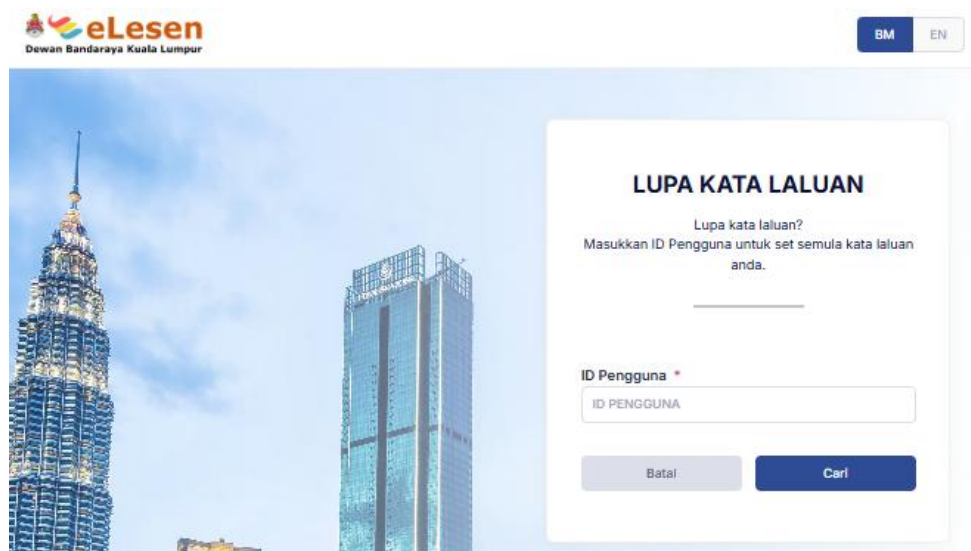 eLesen
Dewan Bandaraya Kuala Lumpur
BM
EN
LUPA KATA LALUAN
Lupa kata laluan?
Masukkan ID Pengguna untuk set semula kata laluan
anda.
ID Pengguna *
ID PENGGUNA
Batal
Cari